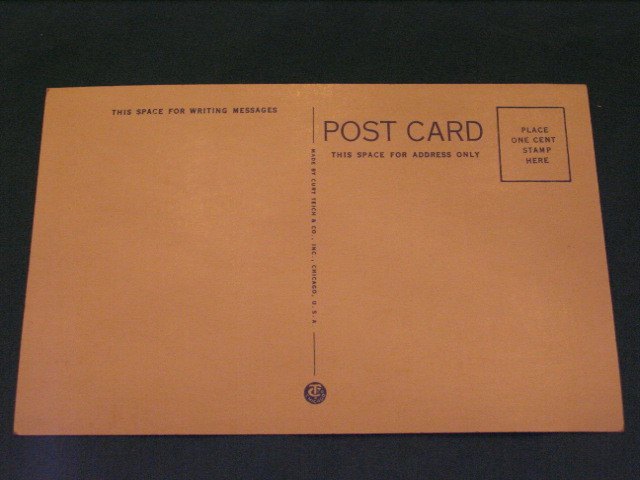 THIS SPACE FOR WRITING MESSAGES
POST CARD
THIS SPACE FOR ADDRESS ONLY
PLACE
ONE CENT
STAMP
HERE
MADE BY CURT TEICH & CO., INC., CHICAGO, U.S.A.